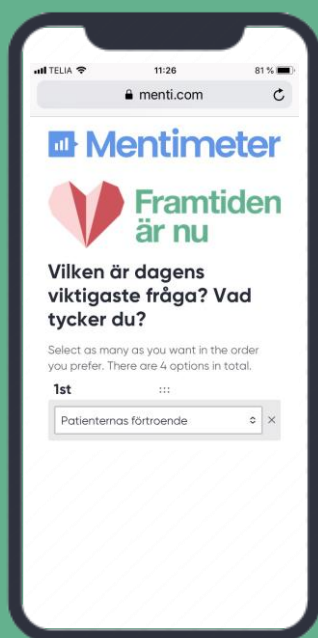 TELIA 11:26 81 %
menti.com
Mentimeter
Framtiden
är nu
Vilken är dagens
viktigaste fråga? Vad
tycker du?
Select as many as you want in the order
you prefer. There are 4 options in total.
1st
Patienternas förtroende